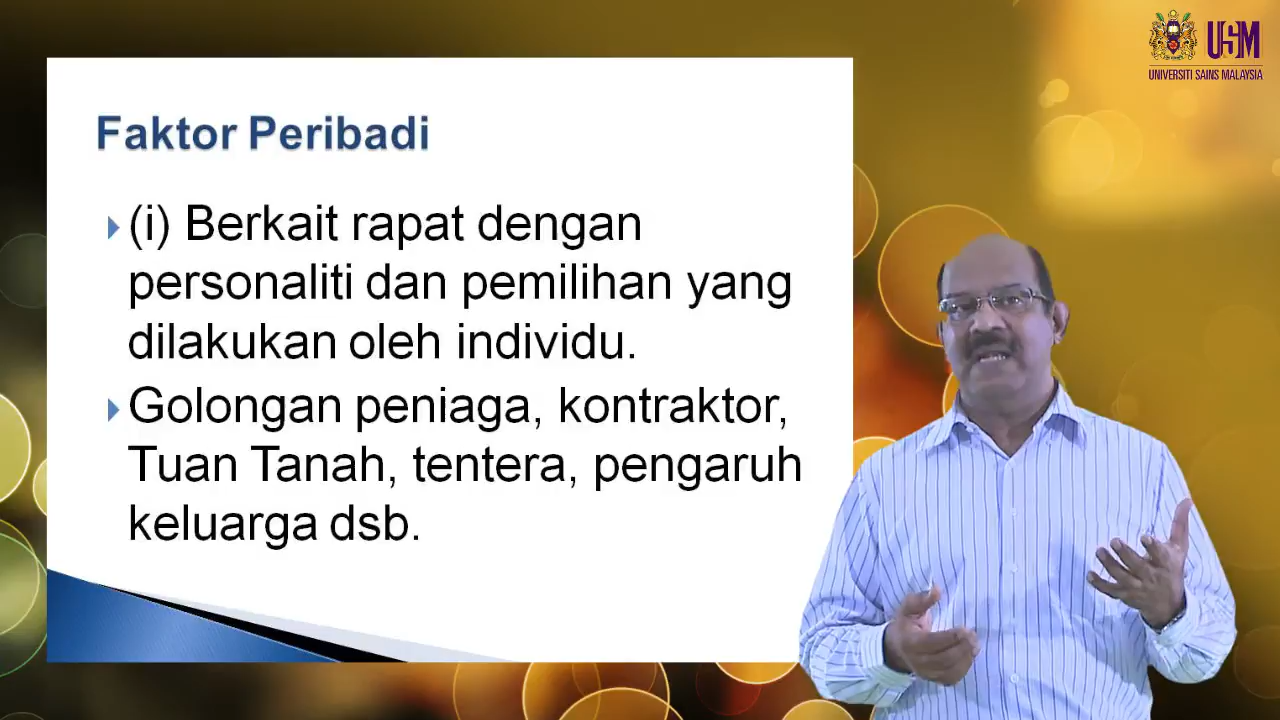 USM
UNIVERSITI SAINS MALAYSIA
Faktor Peribadi
(i) Berkait rapat dengan
personaliti dan pemilihan yang
dilakukan oleh individu.
Golongan peniaga, kontraktor,
Tuan Tanah, tentera, pengaruh
keluarga dsb.